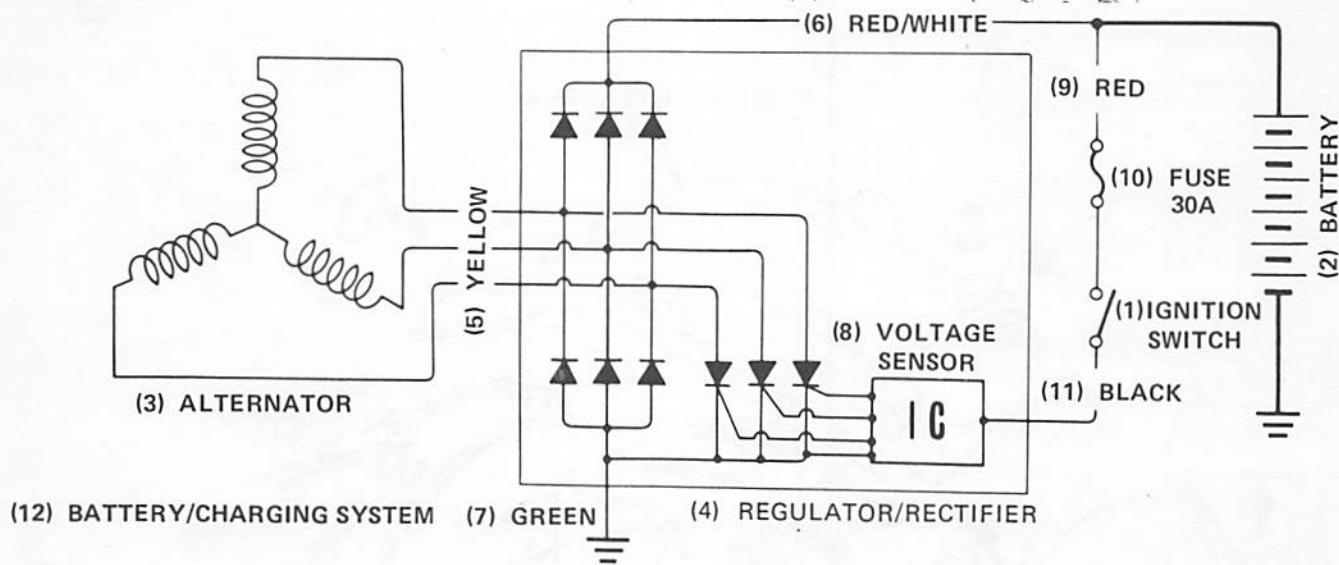 (6) RED/WHITE
(9) RED
(10) FUSE
30A
(2) BATTERY
(5) YELLOW
(8) VOLTAGE
SENSOR
(1) IGNITION
SWITCH
(3) ALTERNATOR
(11) BLACK
IC
(12) BATTERY/CHARGING SYSTEM
(7) GREEN
(4) REGULATOR/RECTIFIER